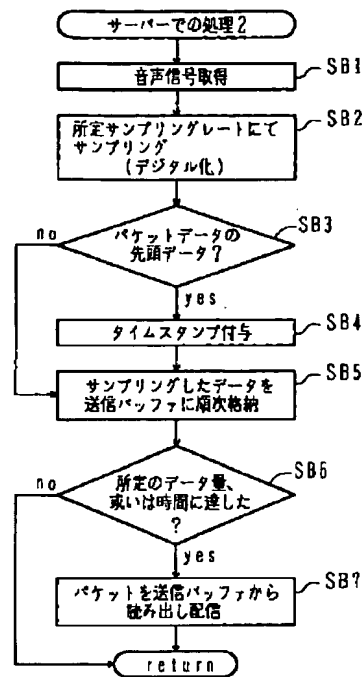 サーバーでの処理2
SB1
音声信号取得
SB2
所定サンプリングレートにて
サンプリング
(デジタル化)
SB3
no
パケットデータの
先頭データ?
yes
SB4
タイムスタンプ付与
SB5
サンプリングしたデータを
送信バッファに順次格納
SB6
no
所定のデータ量、
或いは時間に達した
?
yes
SB7
パケットを送信バッファから
読み出し配信
return